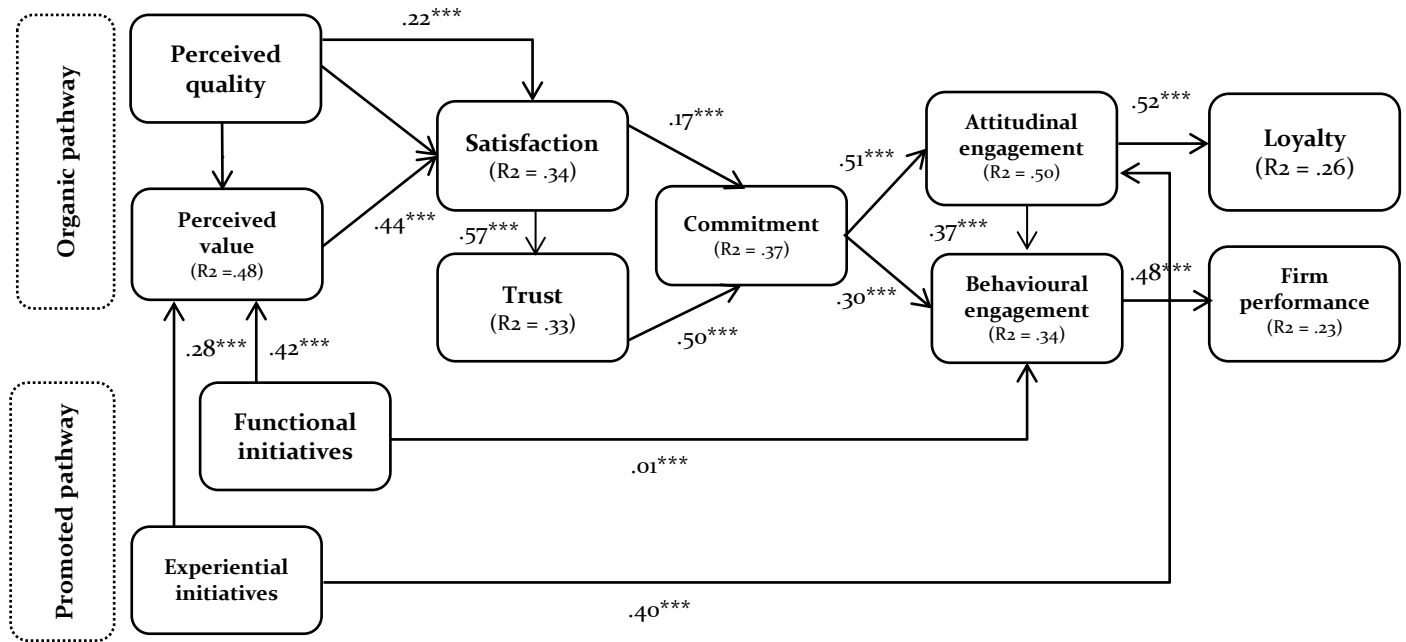 Organic pathway
Promoted pathway
Perceived
quality
.22***
Perceived
value
(R2 =.48)
.44***
Satisfaction
(R2 = .34)
.57***
Trust
(R2 = .33)
.17***
.50***
Commitment
(R2 = .37)
.51***
.30***
Attitudinal
engagement
(R2 = .50)
.37***
Behavioural
engagement
(R2 = .34)
.52***
Loyalty
(R2 = .26)
.48***
Firm
performance
(R2 = .23)
.28***
.42***
Functional
initiatives
.01***
Experiential
initiatives
.40***